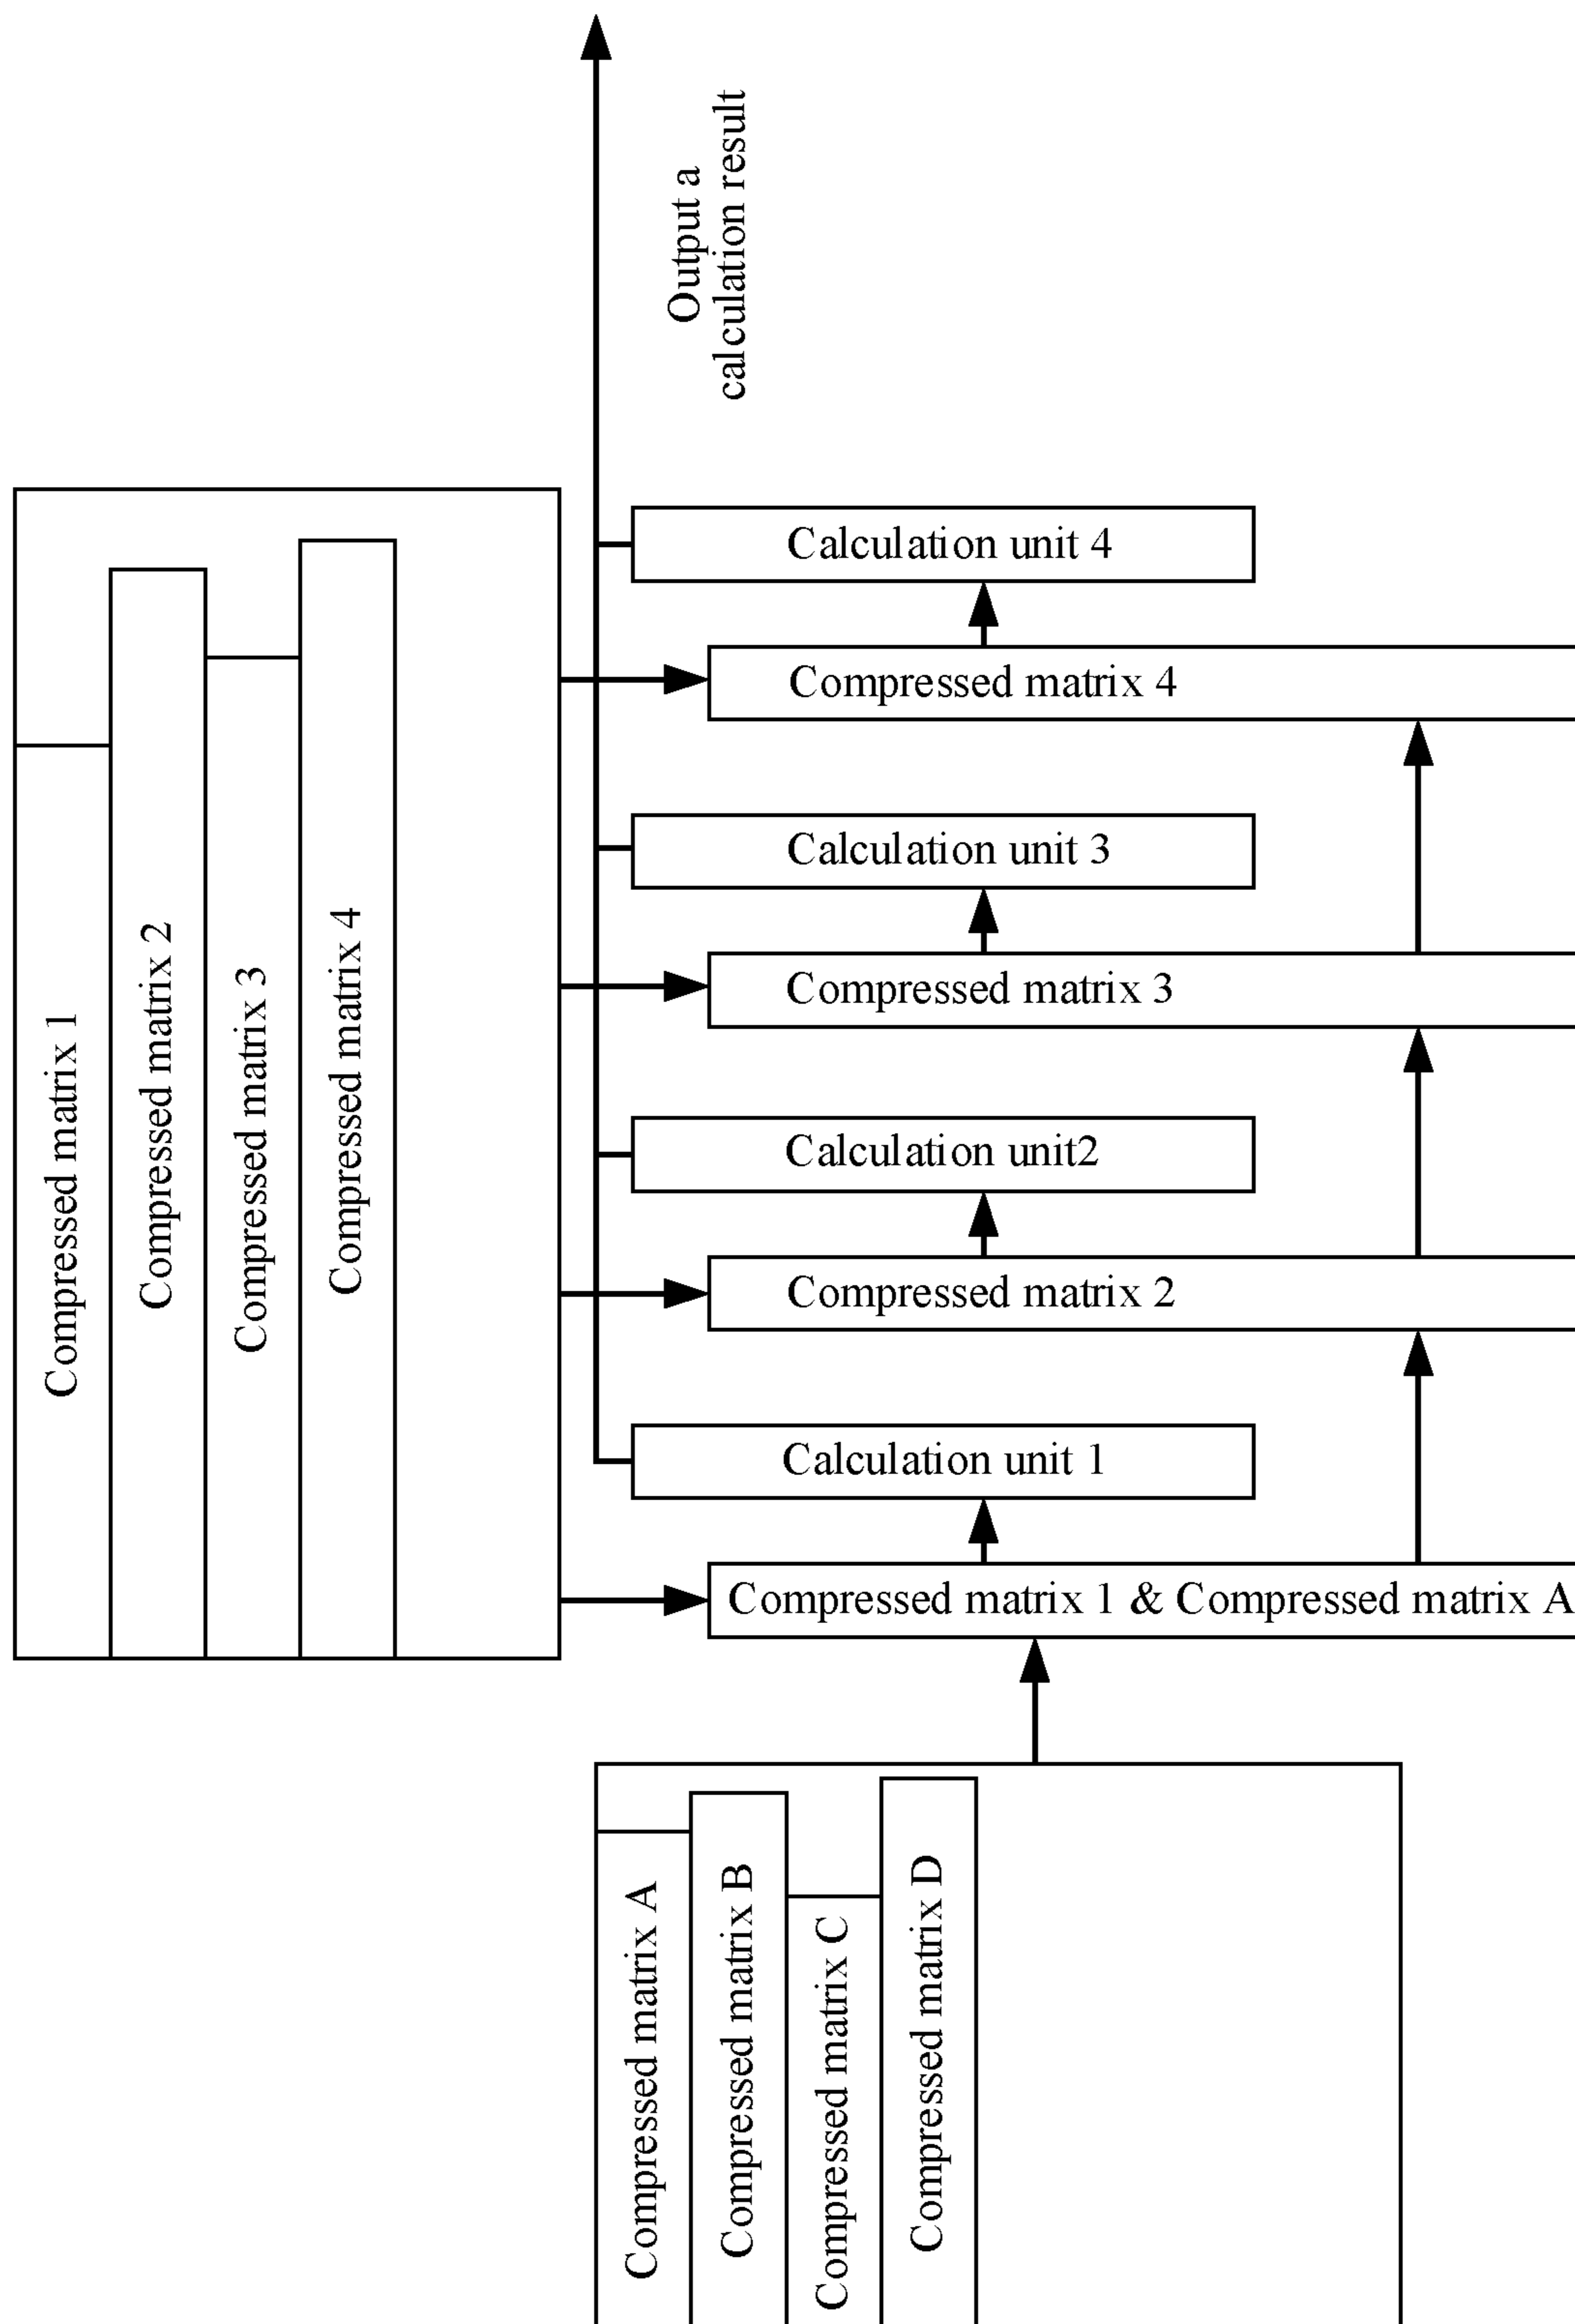 Output a
calculation result
Calculation unit 4
Compressed matrix 4
Calculation unit 3
Compressed matrix 3
Calculation unit2
Compressed matrix 2
Calculation unit 1
Compressed matrix 1 & Compressed matrix A
Compressed matrix 1
Compressed matrix 2
Compressed matrix 3
Compressed matrix 4
Compressed matrix A
Compressed matrix B
Compressed matrix C
Compressed matrix D